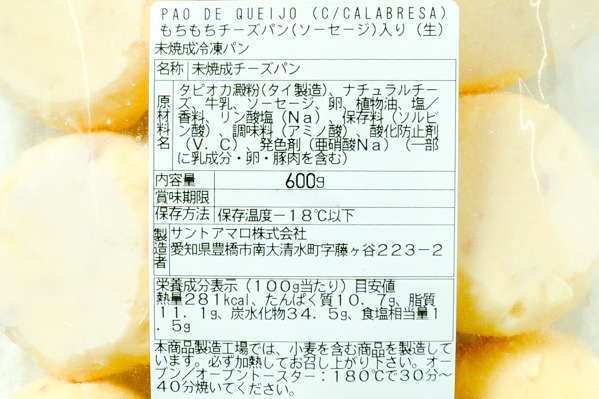 PAO DE QUEIJO (C/CALABRESA)
もちもちチーズパン(ソーセージ)入り（生）
未焼成冷凍パン
名称 未焼成チーズパン
原材料名 タピオカ澱粉(タイ製造)、ナチュラルチー
ズ、牛乳、ソーセージ、卵、植物油、塩／
香料、リン酸塩（Ｎａ）、保存料（ソルビ
ン酸）、調味料（アミノ酸）、酸化防止剤
（Ｖ．Ｃ）、発色剤（亜硝酸Ｎａ）（一部
に乳成分・卵・豚肉を含む）
内容量 600g
賞味期限
保存方法 保存温度－18℃以下
製造者 サントアマロ株式会社
愛知県豊橋市南大清水町字藤ヶ谷223－2
栄養成分表示（100g当たり）目安値
熱量281kcal、たんぱく質10．7g、脂質
11．1g、炭水化物34．5g、食塩相当量1
．5g
本商品製造工場では、小麦を含む商品を製造して
います。必ず加熱してお召し上がり下さい。オー
ブン／オーブントースター：180℃で30分～
40分焼いてください。